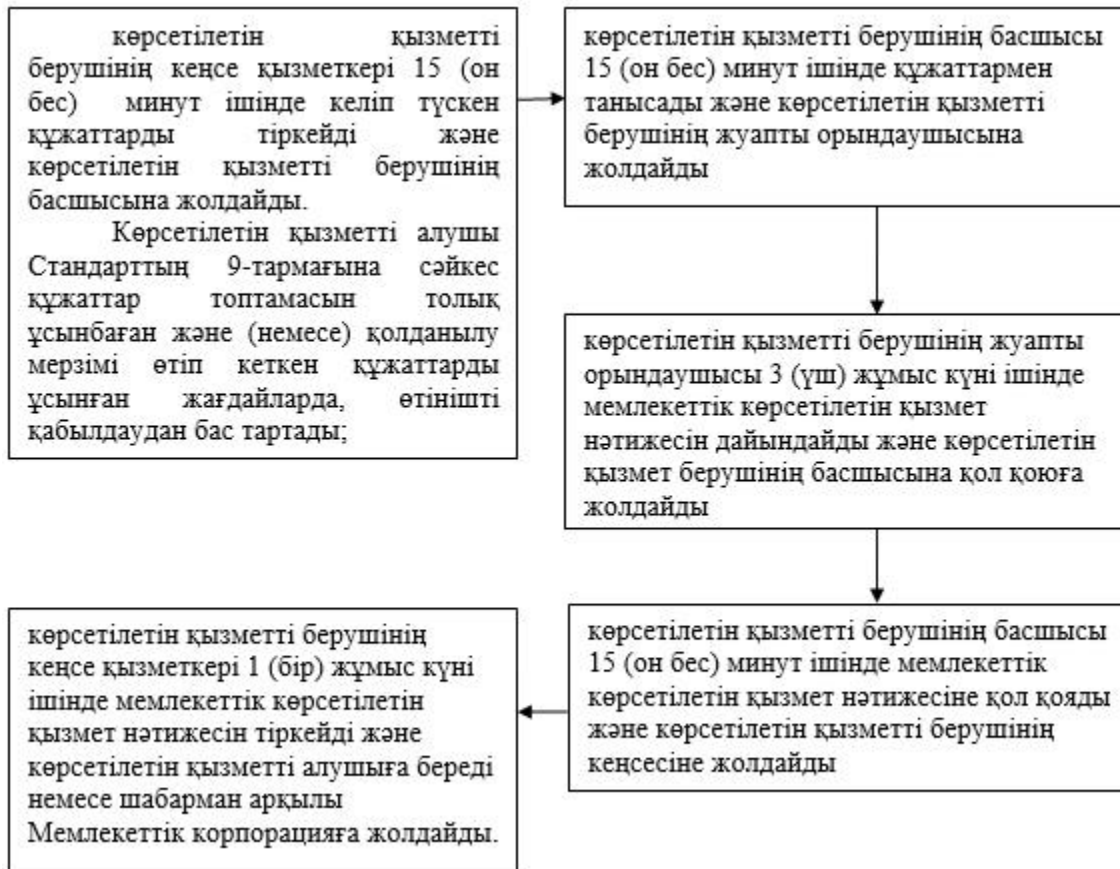 көрсетілетін қызметті
берушінің кеңсе қызметкері 15 (он
бес) минут ішінде келіп түскен
құжаттарды тіркейді және
көрсетілетін қызметті берушінің
басшысына жолдайды.
Көрсетілетін қызметті алушы
Стандарттың 9-тармағына сәйкес
құжаттар топтамасын толық
ұсынбаған және (немесе) қолданылу
мерзімі өтіп кеткен құжаттарды
ұсынған жағдайларда, өтінішті
қабылдаудан бас тартады;
көрсетілетін қызметті берушінің басшысы
15 (он бес) минут ішінде құжаттармен
танысады және көрсетілетін қызметті
берушінің жуапты орындаушысына
жолдайды
көрсетілетін қызметті берушінің жуапты
орындаушысы 3 (үш) жұмыс күні ішінде
мемлекеттік көрсетілетін қызмет
нәтижесін дайындайды және көрсетілетін
қызмет берушінің басшысына қол қоюға
жолдайды
көрсетілетін қызметті берушінің басшысы
15 (он бес) минут ішінде мемлекеттік
көрсетілетін қызмет нәтижесіне қол қояды
және көрсетілетін қызметті берушінің
кеңсесіне жолдайды
көрсетілетін қызметті берушінің
кеңсе қызметкері 1 (бір) жұмыс күні
ішінде мемлекеттік көрсетілетін
қызмет нәтижесін тіркейді және
көрсетілетін қызметті алушыға береді
немесе шабарман арқылы
Мемлекеттік корпорацияға жолдайды.